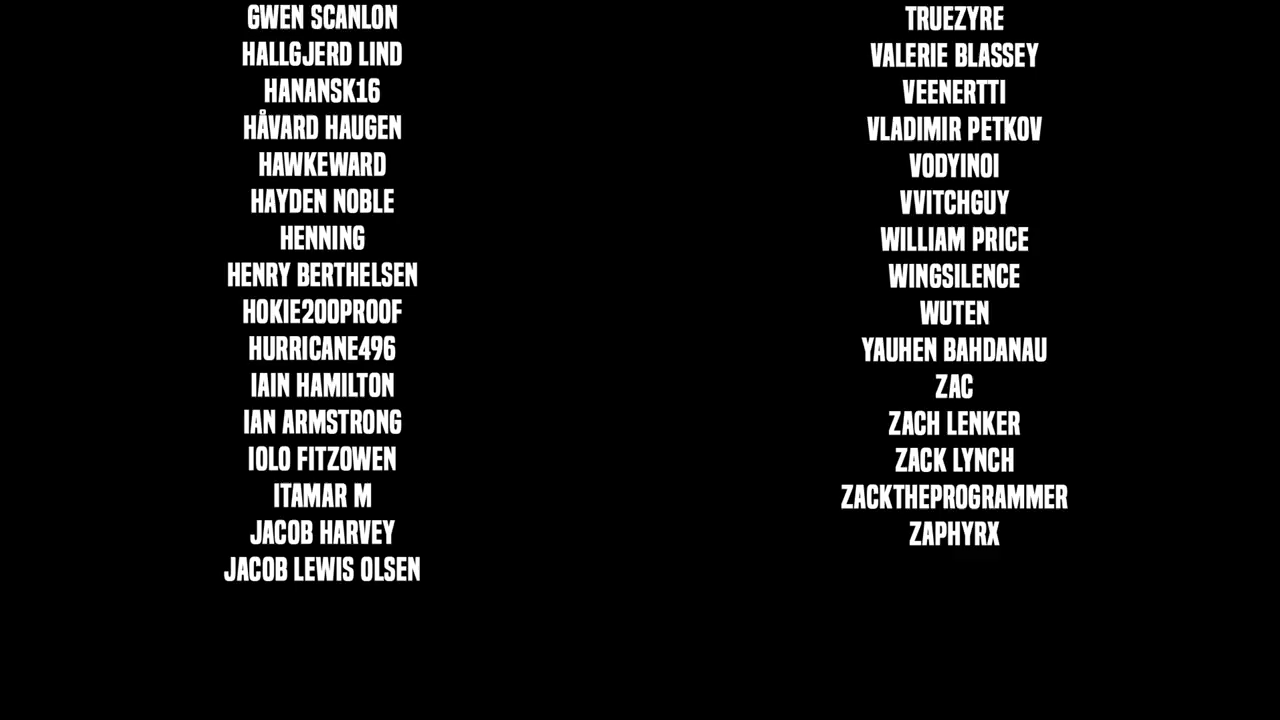 GWEN SCANLON
HALLGJERD LIND
HANANSK16
HÅVARD HAUGEN
HAWKEWARD
HAYDEN NOBLE
HENNING
HENRY BERTHELSEN
HOKIE200PROOF
HURRICANE496
IAIN HAMILTON
IAN ARMSTRONG
IOLO FITZOWEN
ITAMAR M
JACOB HARVEY
JACOB LEWIS OLSEN
TRUEZYRE
VALERIE BLASSEY
VEENERTTI
VLADIMIR PETKOV
VODYINOI
VVITCHGUY
WILLIAM PRICE
WINGSILENCE
WUTEN
YAUHEN BAHDANAU
ZAC
ZACH LENKER
ZACK LYNCH
ZACKTHEPROGRAMMER
ZAPHYRX